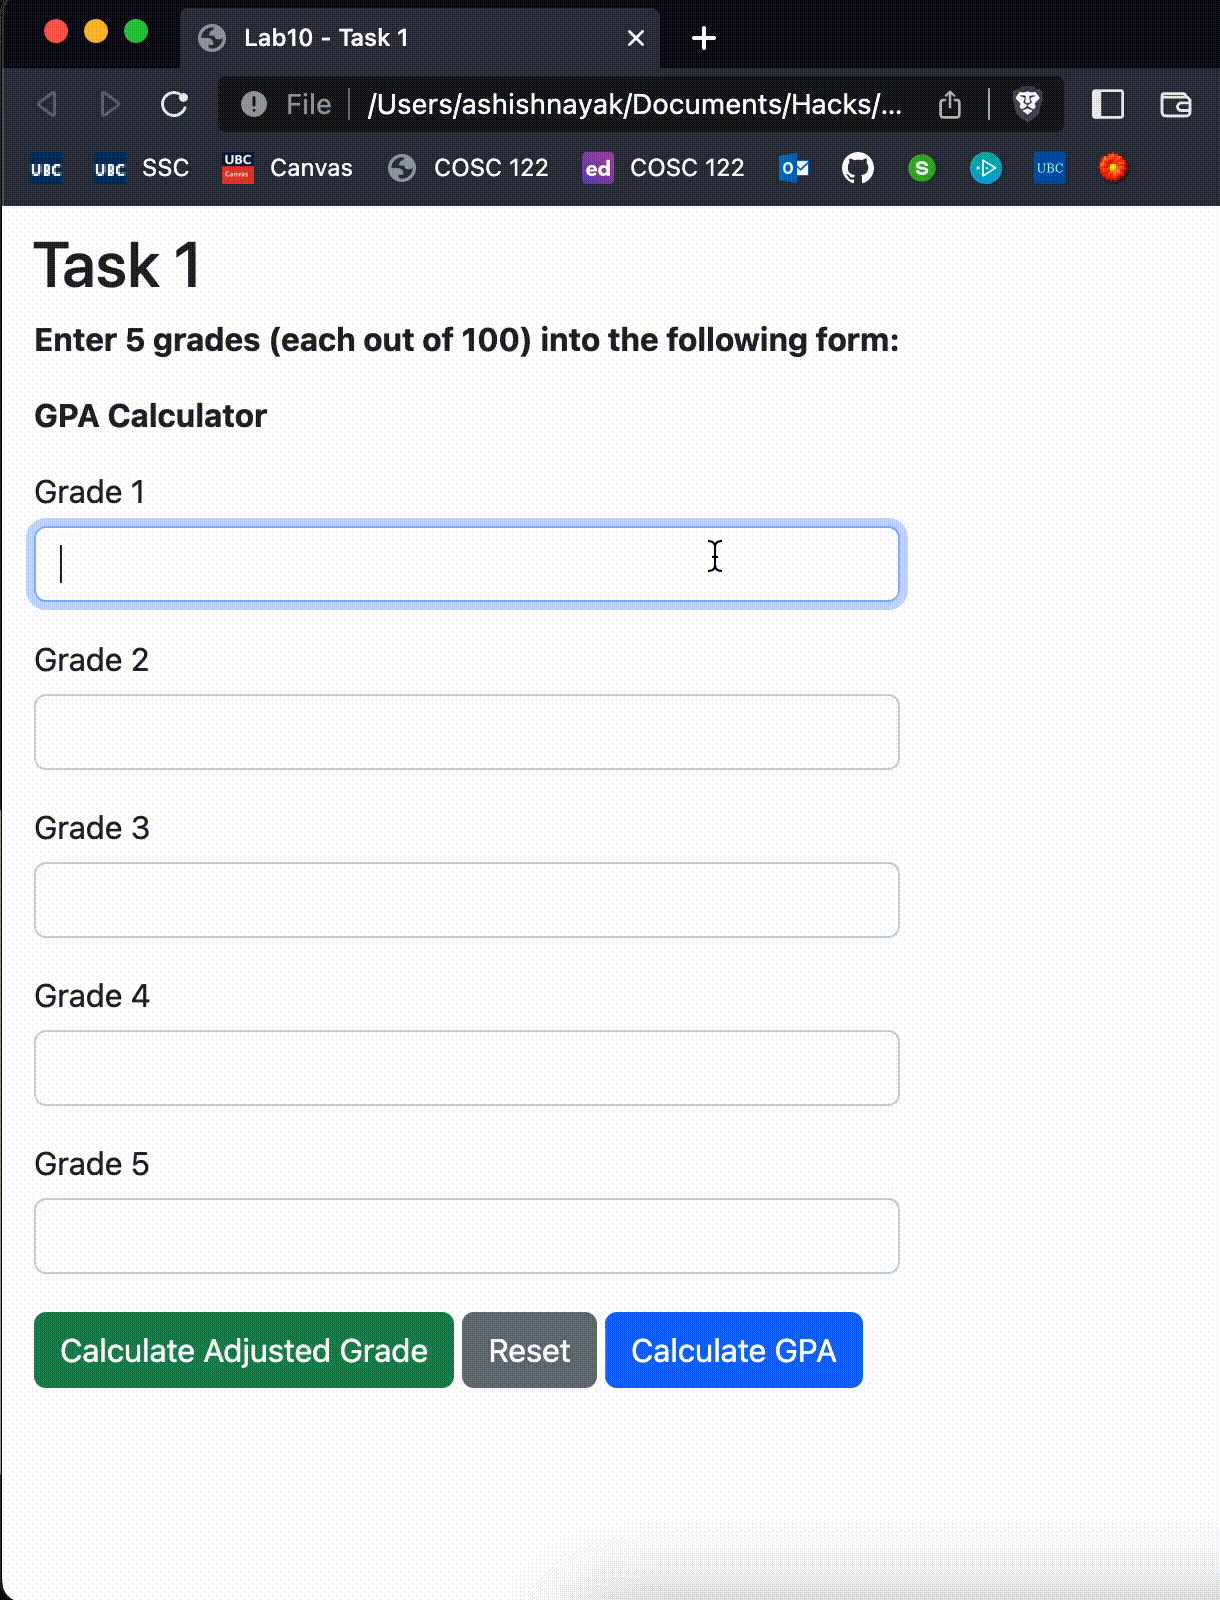 Lab10 - Task 1
File /Users/ashishnayak/Documents/Hacks/...
UBC UBC SSC UBC Canvas Canvas COSC 122 ed COSC 122 O S UBC
Task 1
Enter 5 grades (each out of 100) into the following form:
GPA Calculator
Grade 1
Grade 2
Grade 3
Grade 4
Grade 5
Calculate Adjusted Grade Reset Calculate GPA